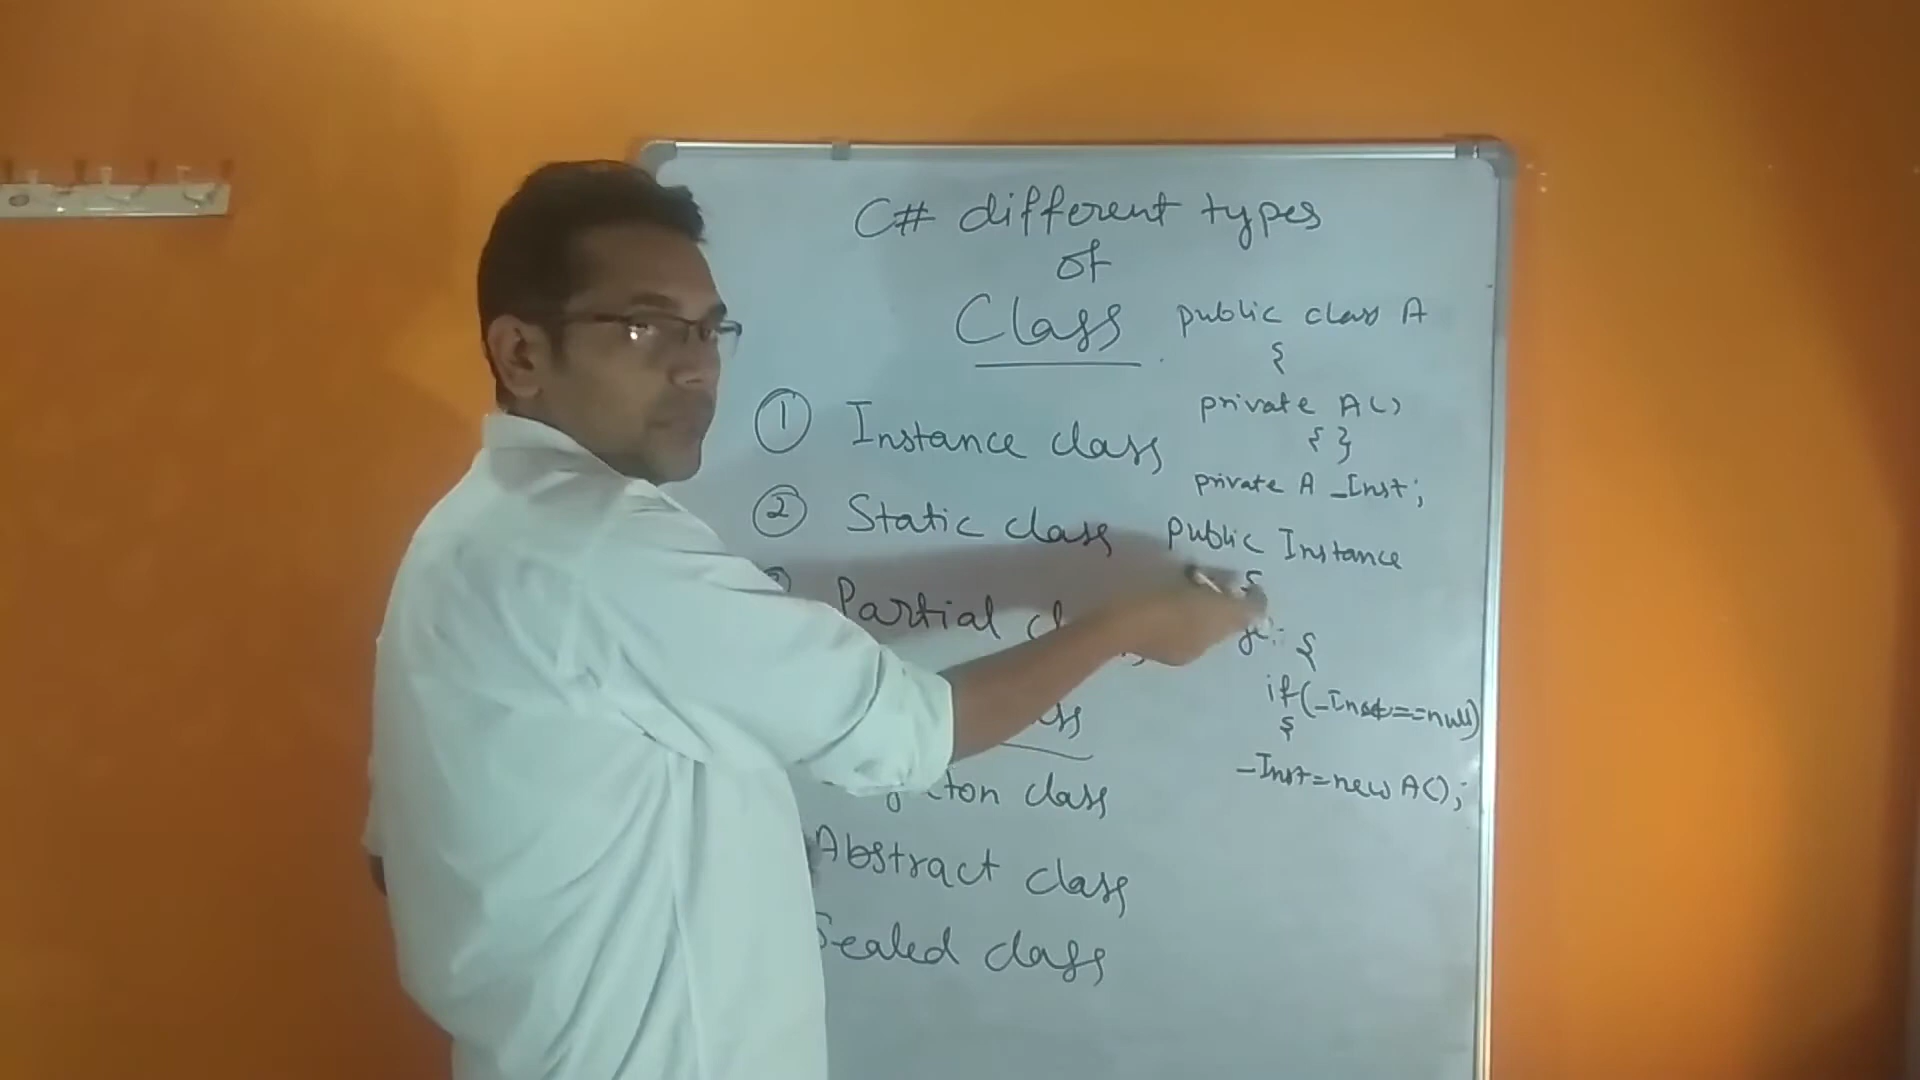 C# different types
of
Class
① Instance class
② Static class
Partial
class
Abstract class
Sealed class
public class A
{
private A()
{ }
private A _Inst;
public Instance
{
{
if(_Inst==null)
{
_Inst=new A();